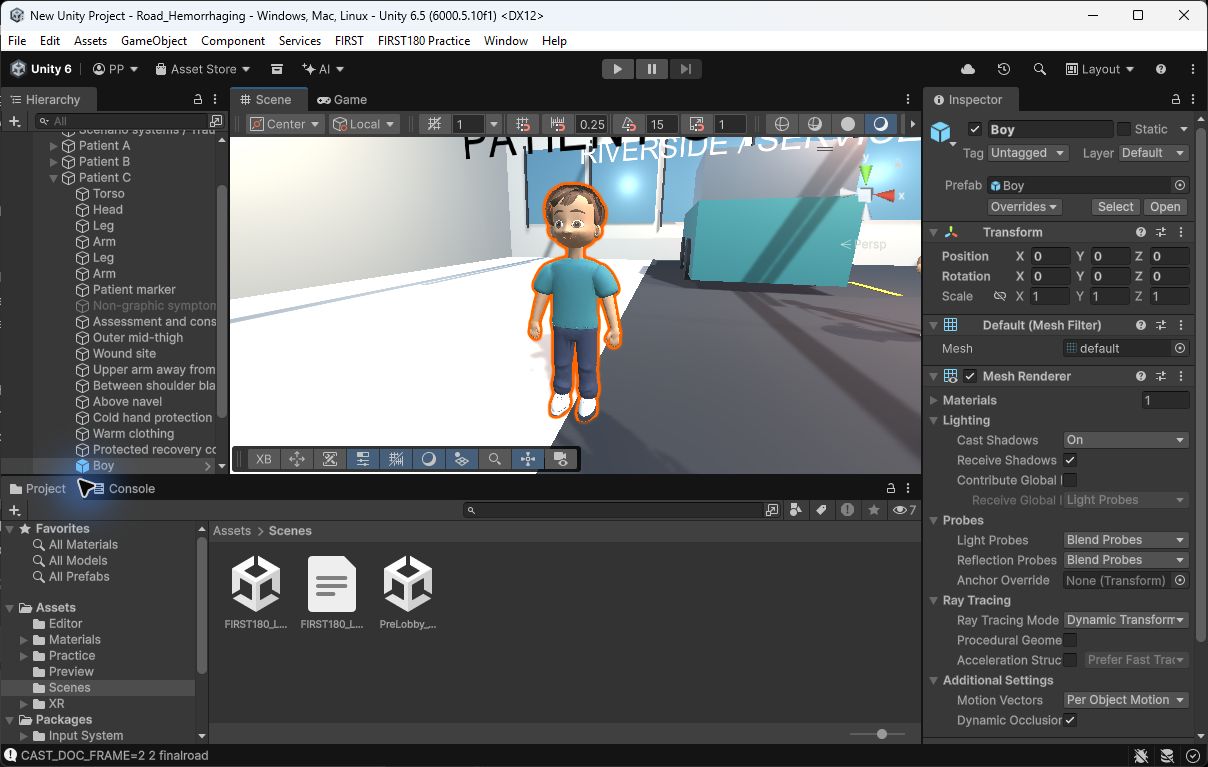 New Unity Project - Road_Hemorrhaging - Windows, Mac, Linux - Unity 6.5 (6000.5.10f1) <DX12>
File Edit Assets GameObject Component Services FIRST FIRST180 Practice Window Help
Unity 6 PP Asset Store AI Layout
Hierarchy
All
Scenario systems / Trau
Patient A
Patient B
Patient C
Torso
Head
Leg
Arm
Leg
Arm
Patient marker
Non-graphic symptom
Assessment and cons
Outer mid-thigh
Wound site
Upper arm away from
Between shoulder bla
Above navel
Cold hand protection
Warm clothing
Protected recovery co
Boy
Scene Game
Center Local 1 0.25 15 1
PATIENT
RIVERSIDE / SERVICE
y
x
Persp
XB
Inspector
Boy Static
Tag Untagged Layer Default
Prefab Boy
Overrides Select Open
Transform
Position X 0 Y 0 Z 0
Rotation X 0 Y 0 Z 0
Scale X 1 Y 1 Z 1
Default (Mesh Filter)
Mesh default
Mesh Renderer
Materials 1
Lighting
Cast Shadows On
Receive Shadows
Contribute Global I
Receive Global I Light Probes
Probes
Light Probes Blend Probes
Reflection Probes Blend Probes
Anchor Override None (Transform)
Ray Tracing
Ray Tracing Mode Dynamic Transform
Procedural Geome
Acceleration Struc Prefer Fast Trac
Additional Settings
Motion Vectors Per Object Motion
Dynamic Occlusion
Project Console
7
Favorites
All Materials
All Models
All Prefabs
Assets
Editor
Materials
Practice
Preview
Scenes
XR
Packages
Input System
Assets > Scenes
FIRST180_L... FIRST180_L... PreLobby_...
CAST_DOC_FRAME=2 2 finalroad